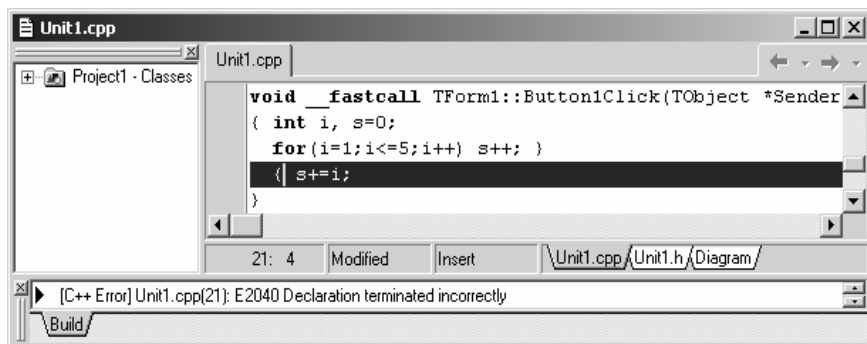 Unit1.cpp
Project1 - Classes
Unit1.cpp
void __fastcall TForm1::Button1Click(TObject *Sender
{ int i, s=0;
for(i=1;i<=5;i++) s++; }
{ s+=i;
}
21: 4 Modified Insert Unit1.cpp Unit1.h Diagram
[C++ Error] Unit1.cpp(21): E2040 Declaration terminated incorrectly
Build